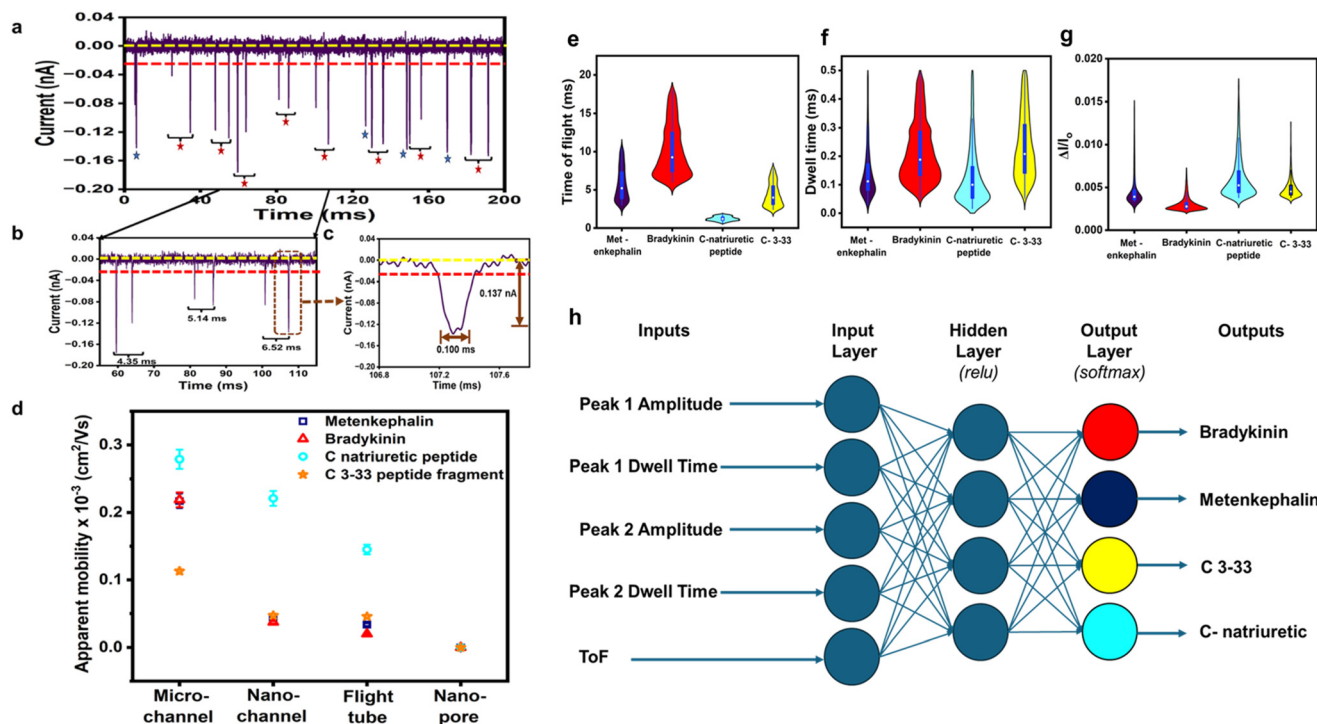 a
0.04
0.00
−0.04
−0.08
−0.12
−0.16
−0.20
Current (nA)
0
40
80
120
160
200
Time (ms)
b
0.04
0.00
−0.04
−0.08
−0.12
−0.16
−0.20
Current (nA)
4.35 ms
5.14 ms
6.52 ms
60
70
80
90
100
110
Time (ms)
c
0.04
0.00
−0.04
−0.08
−0.12
−0.16
−0.20
Current (nA)
0.137 nA
0.100 ms
106.8
107.2
107.6
Time (ms)
d
Apparent mobility x 10⁻³ (cm²/Vs)
0.3
0.2
0.1
0.0
Metenkephalin
Bradykinin
C natriuretic peptide
C 3-33 peptide fragment
Micro-
channel
Nano-
channel
Flight
tube
Nano-
pore
e
Time of flight (ms)
20
15
10
5
0
Met -
enkephalin
Bradykinin
C-natriuretic
peptide
C- 3-33
f
Dwell time (ms)
0.5
0.4
0.3
0.2
0.1
0.0
Met -
enkephalin
Bradykinin
C-natriuretic
peptide
C- 3-33
g
ΔI/Iₒ
0.020
0.015
0.010
0.005
0.000
Met -
enkephalin
Bradykinin
C-natriuretic
peptide
C- 3-33
h
Inputs
Input
Layer
Hidden
Layer
(relu)
Output
Layer
(softmax)
Outputs
Peak 1 Amplitude
Peak 1 Dwell Time
Peak 2 Amplitude
Peak 2 Dwell Time
ToF
Bradykinin
Metenkephalin
C 3-33
C- natriuretic